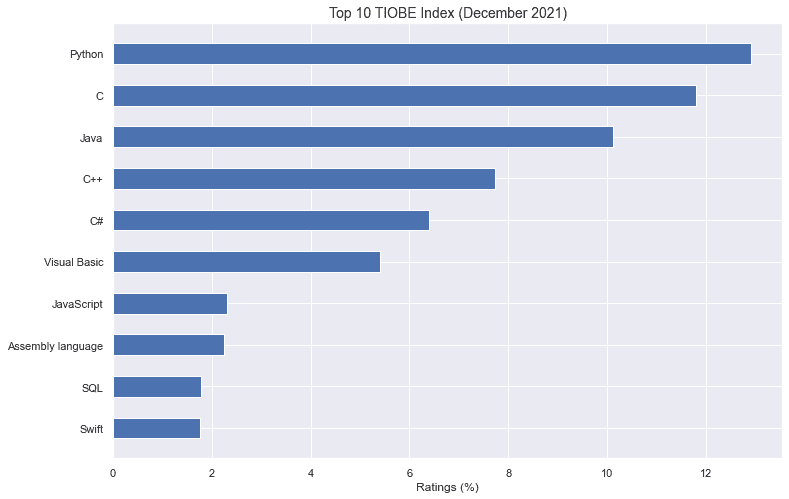 Top 10 TIOBE Index (December 2021)
Python
C
Java
C++
C#
Visual Basic
JavaScript
Assembly language
SQL
Swift
0 2 4 6 8 10 12
Ratings (%)